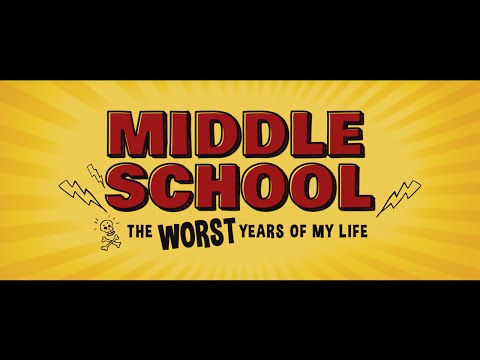 MIDDLE
SCHOOL
THE WORST YEARS OF MY LIFE